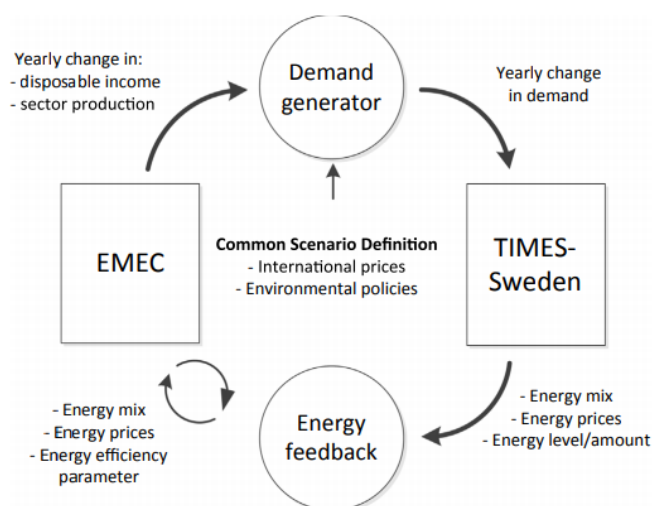 Yearly change in:
- disposable income
- sector production
Demand
generator
Yearly change
in demand
EMEC
Common Scenario Definition
- International prices
- Environmental policies
TIMES-
Sweden
- Energy mix
- Energy prices
- Energy efficiency
parameter
Energy
feedback
- Energy mix
- Energy prices
- Energy level/amount